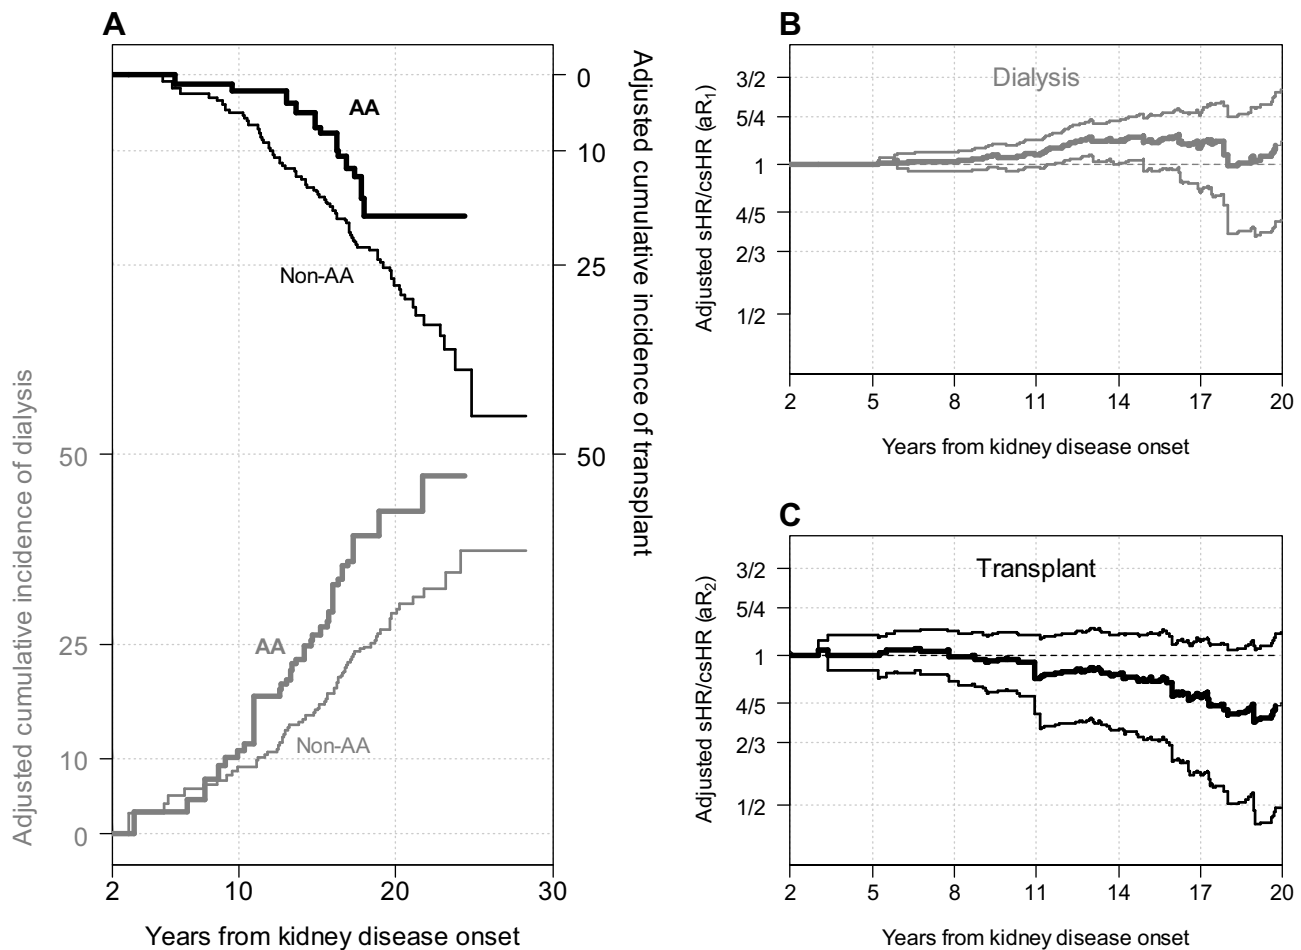 A
Adjusted cumulative incidence of dialysis
50
25
10
0
0
10
25
50
Adjusted cumulative incidence of transplant
AA
Non-AA
AA
Non-AA
2 10 20 30
Years from kidney disease onset
B
Adjusted sHR/csHR (aR1)
Dialysis
3/2
5/4
1
4/5
2/3
1/2
2 5 8 11 14 17 20
Years from kidney disease onset
C
Adjusted sHR/csHR (aR2)
Transplant
3/2
5/4
1
4/5
2/3
1/2
2 5 8 11 14 17 20
Years from kidney disease onset